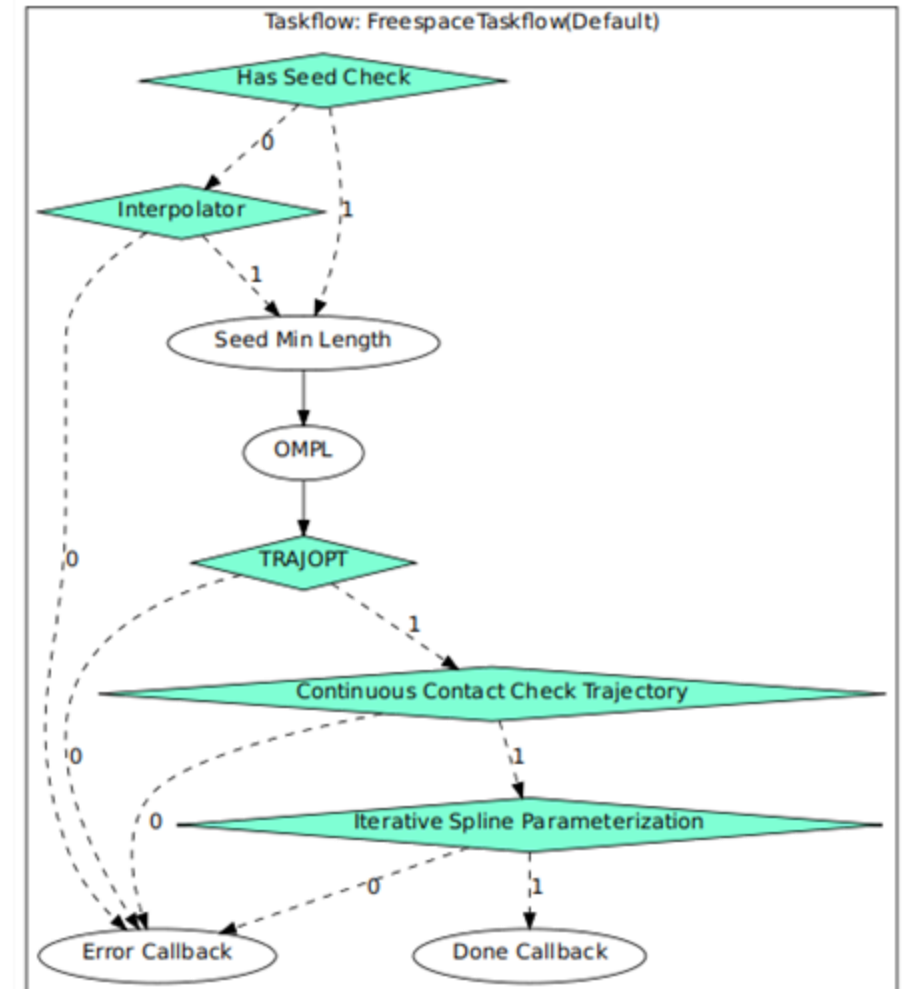 Taskflow: FreespaceTaskflow(Default)
Has Seed Check
0
Interpolator
1
1
Seed Min Length
OMPL
0
TRAJOPT
1
Continuous Contact Check Trajectory
0
1
0
Iterative Spline Parameterization
0
1
Error Callback
Done Callback